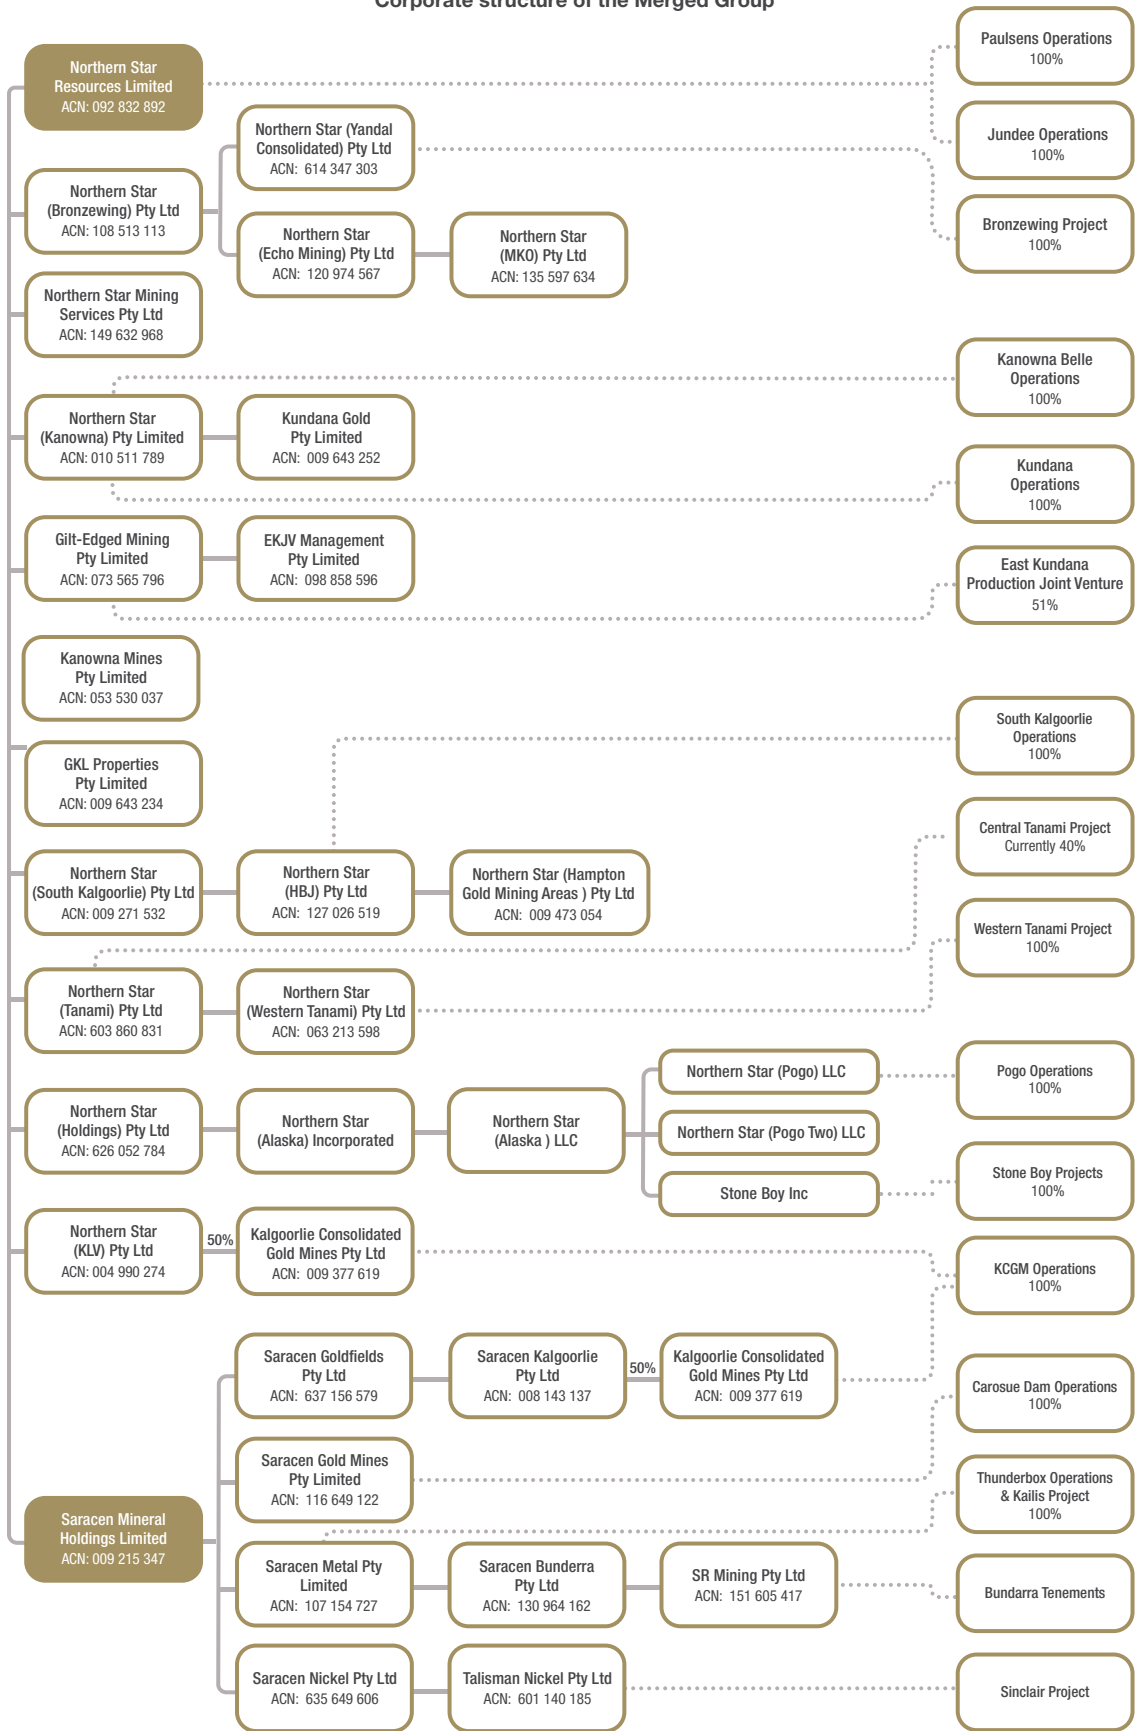 Corporate structure of the Merged Group
Northern Star
Resources Limited
ACN: 092 832 892
Paulsens Operations
100%
Jundee Operations
100%
Northern Star (Yandal
Consolidated) Pty Ltd
ACN: 614 347 303
Northern Star
(Bronzewing) Pty Ltd
ACN: 108 513 113
Bronzewing Project
100%
Northern Star
(Echo Mining) Pty Ltd
ACN: 120 974 567
Northern Star
(MKO) Pty Ltd
ACN: 135 597 634
Northern Star Mining
Services Pty Ltd
ACN: 149 632 968
Kanowna Belle
Operations
100%
Northern Star
(Kanowna) Pty Limited
ACN: 010 511 789
Kundana Gold
Pty Limited
ACN: 009 643 252
Kundana
Operations
100%
Gilt-Edged Mining
Pty Limited
ACN: 073 565 796
EKJV Management
Pty Limited
ACN: 098 858 596
East Kundana
Production Joint Venture
51%
Kanowna Mines
Pty Limited
ACN: 053 530 037
GKL Properties
Pty Limited
ACN: 009 643 234
South Kalgoorlie
Operations
100%
Northern Star
(South Kalgoorlie) Pty Ltd
ACN: 009 271 532
Northern Star
(HBJ) Pty Ltd
ACN: 127 026 519
Northern Star (Hampton
Gold Mining Areas ) Pty Ltd
ACN: 009 473 054
Central Tanami Project
Currently 40%
Western Tanami Project
100%
Northern Star
(Tanami) Pty Ltd
ACN: 603 860 831
Northern Star
(Western Tanami) Pty Ltd
ACN: 063 213 598
Northern Star
(Holdings) Pty Ltd
ACN: 626 052 784
Northern Star
(Alaska) Incorporated
Northern Star
(Alaska ) LLC
Northern Star (Pogo) LLC
Northern Star (Pogo Two) LLC
Stone Boy Inc
Pogo Operations
100%
Stone Boy Projects
100%
Northern Star
(KLV) Pty Ltd
ACN: 004 990 274
50%
Kalgoorlie Consolidated
Gold Mines Pty Ltd
ACN: 009 377 619
KCGM Operations
100%
Saracen Goldfields
Pty Ltd
ACN: 637 156 579
Saracen Kalgoorlie
Pty Ltd
ACN: 008 143 137
50%
Kalgoorlie Consolidated
Gold Mines Pty Ltd
ACN: 009 377 619
Carosue Dam Operations
100%
Saracen Gold Mines
Pty Limited
ACN: 116 649 122
Thunderbox Operations
& Kailis Project
100%
Saracen Mineral
Holdings Limited
ACN: 009 215 347
Saracen Metal Pty
Limited
ACN: 107 154 727
Saracen Bunderra
Pty Ltd
ACN: 130 964 162
SR Mining Pty Ltd
ACN: 151 605 417
Bundarra Tenements
Saracen Nickel Pty Ltd
ACN: 635 649 606
Talisman Nickel Pty Ltd
ACN: 601 140 185
Sinclair Project